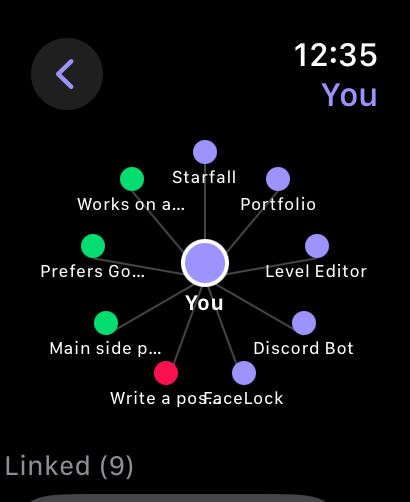 12:35
You
Starfall
Works on a...
Portfolio
Prefers Go...
Level Editor
You
Main side p...
Discord Bot
Write a pos...
FaceLock
Linked (9)